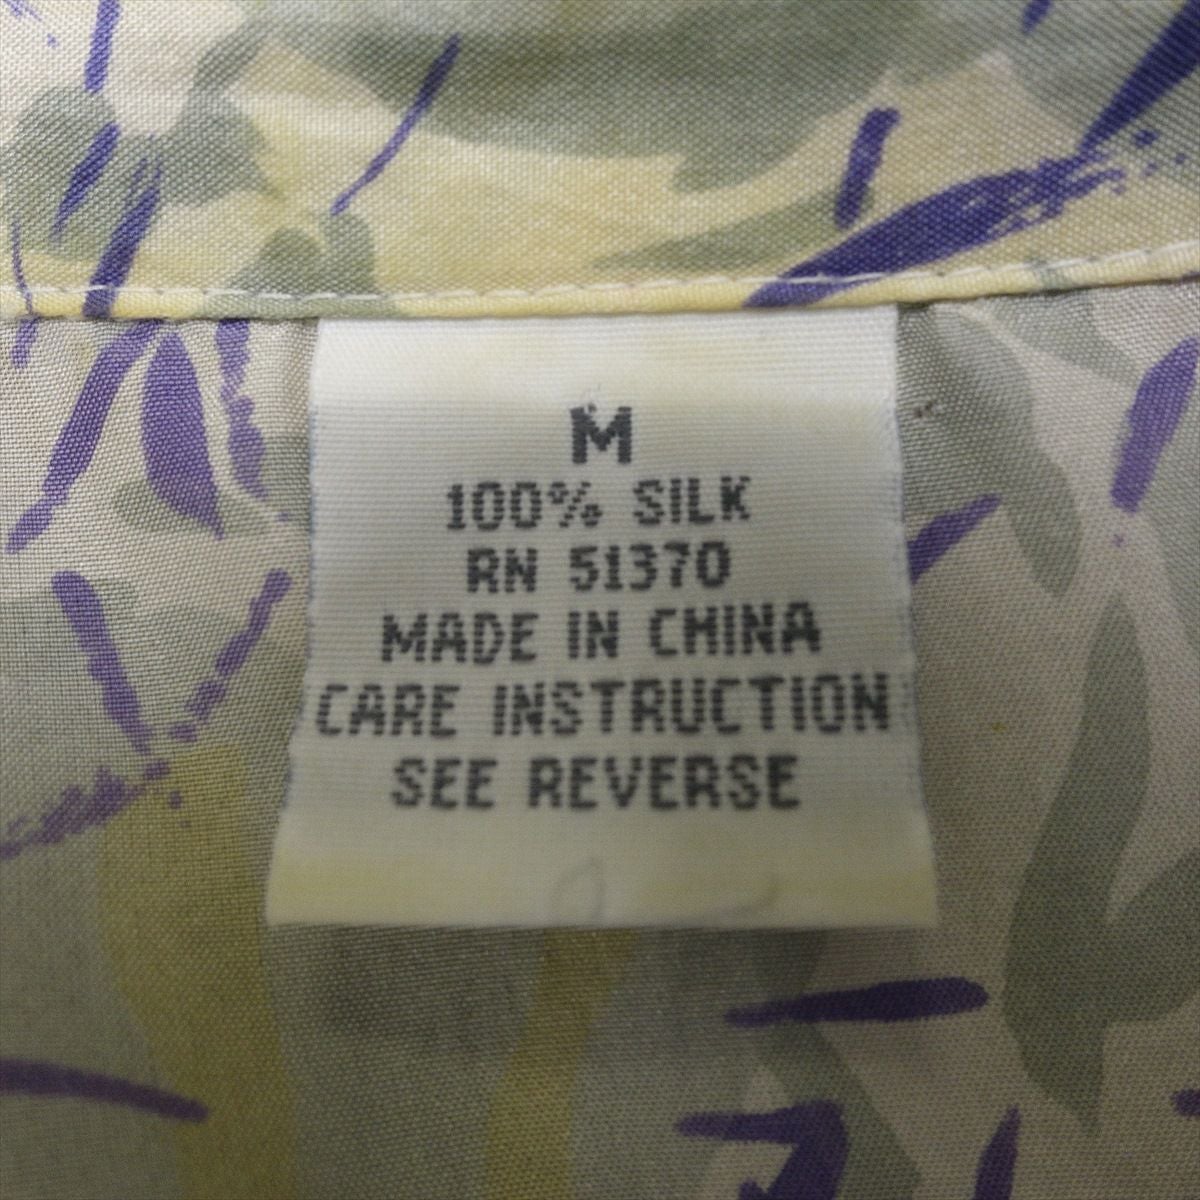 M
100% SILK
RN 51370
MADE IN CHINA
CARE INSTRUCTION
SEE REVERSE